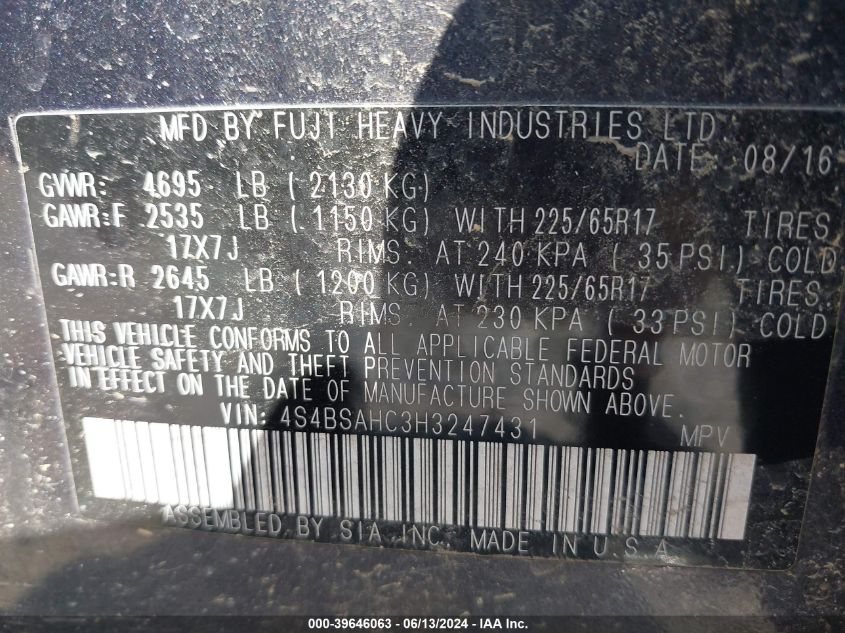 MFD BY FUJI HEAVY INDUSTRIES LTD.
DATE: 08/16
GVWR: 4695 LB ( 2130 KG)
GAWR:F 2535 LB ( 1150 KG) WITH 225/65R17 TIRES
17X7J RIMS. AT 240 KPA ( 35 PSI) COLD.
GAWR:R 2645 LB ( 1200 KG) WITH 225/65R17 TIRES
17X7J RIMS. AT 230 KPA ( 33 PSI) COLD
THIS VEHICLE CONFORMS TO ALL APPLICABLE FEDERAL MOTOR
VEHICLE SAFETY AND THEFT PREVENTION STANDARDS
IN EFFECT ON THE DATE OF MANUFACTURE SHOWN ABOVE.
VIN: 4S4BSAHC3H3247431 MPV
ASSEMBLED BY SIA INC. MADE IN U.S.A
000-39646063 - 06/13/2024 - IAAI.COM